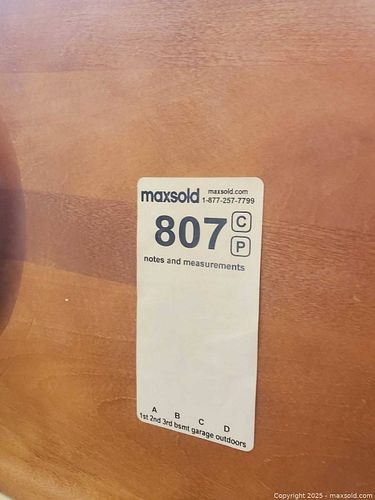 maxsold maxsold.com
1-877-257-7799
807 C
P
notes and measurements
A B C D
1st 2nd 3rd bsmt garage outdoors
Copyright 2025 - maxsold.com